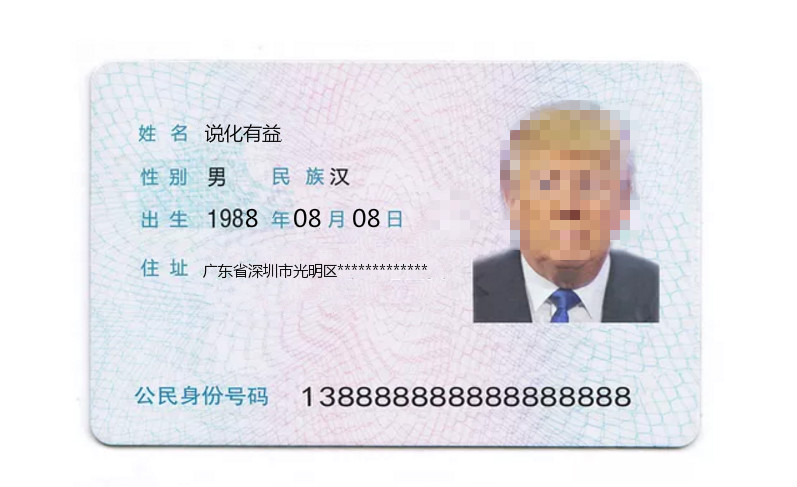 姓 名 说化有益
性 别 男 民 族 汉
出 生 1988 年 08 月 08 日
住 址 广东省深圳市光明区*************
公民身份号码 138888888888888888